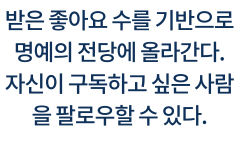 받은 좋아요 수를 기반으로
명예의 전당에 올라간다.
자신이 구독하고 싶은 사람
을 팔로우할 수 있다.